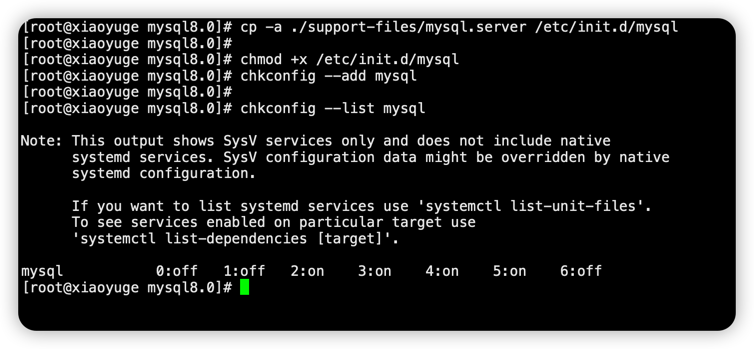 [root@xiaoyuge mysql8.0]# cp -a ./support-files/mysql.server /etc/init.d/mysql
[root@xiaoyuge mysql8.0]#
[root@xiaoyuge mysql8.0]# chmod +x /etc/init.d/mysql
[root@xiaoyuge mysql8.0]# chkconfig --add mysql
[root@xiaoyuge mysql8.0]#
[root@xiaoyuge mysql8.0]# chkconfig --list mysql
Note: This output shows SysV services only and does not include native
systemd services. SysV configuration data might be overridden by native
systemd configuration.
If you want to list systemd services use 'systemctl list-unit-files'.
To see services enabled on particular target use
'systemctl list-dependencies [target]'.
mysql 0:off 1:off 2:on 3:on 4:on 5:on 6:off
[root@xiaoyuge mysql8.0]#